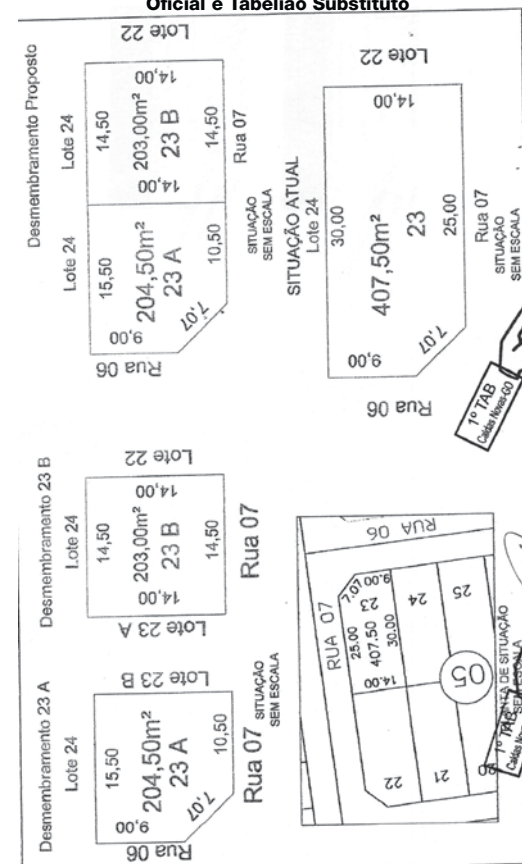 Oficial e Tabelião Substituto
Desmembramento Proposto
Lote 24
Lote 24
15,50
14,50
Rua 06
9,00
204,50m²
23 A
7,07
10,50
14,00
203,00m²
23 B
14,00
14,50
Lote 22
Rua 07
SITUAÇÃO
SEM ESCALA
SITUAÇÃO ATUAL
Lote 24
30,00
Rua 06
9,00
407,50m²
23
7,07
25,00
14,00
Lote 22
Rua 07
SITUAÇÃO
SEM ESCALA
1º TAB
Caldas Novas-GO
Desmembramento 23 A
Lote 24
15,50
Rua 06
9,00
204,50m²
23 A
7,07
10,50
Lote 23 B
Rua 07
SITUAÇÃO
SEM ESCALA
Desmembramento 23 B
Lote 24
14,50
Lote 23 A
14,00
203,00m²
23 B
14,00
14,50
Lote 22
Rua 07
RUA 07
RUA 06
7.07
9.00
25.00
23
407.50
30.00
14.00
24
25
22
21
05
DE SITUAÇÃO
SEM ESCALA
1º TAB
Caldas